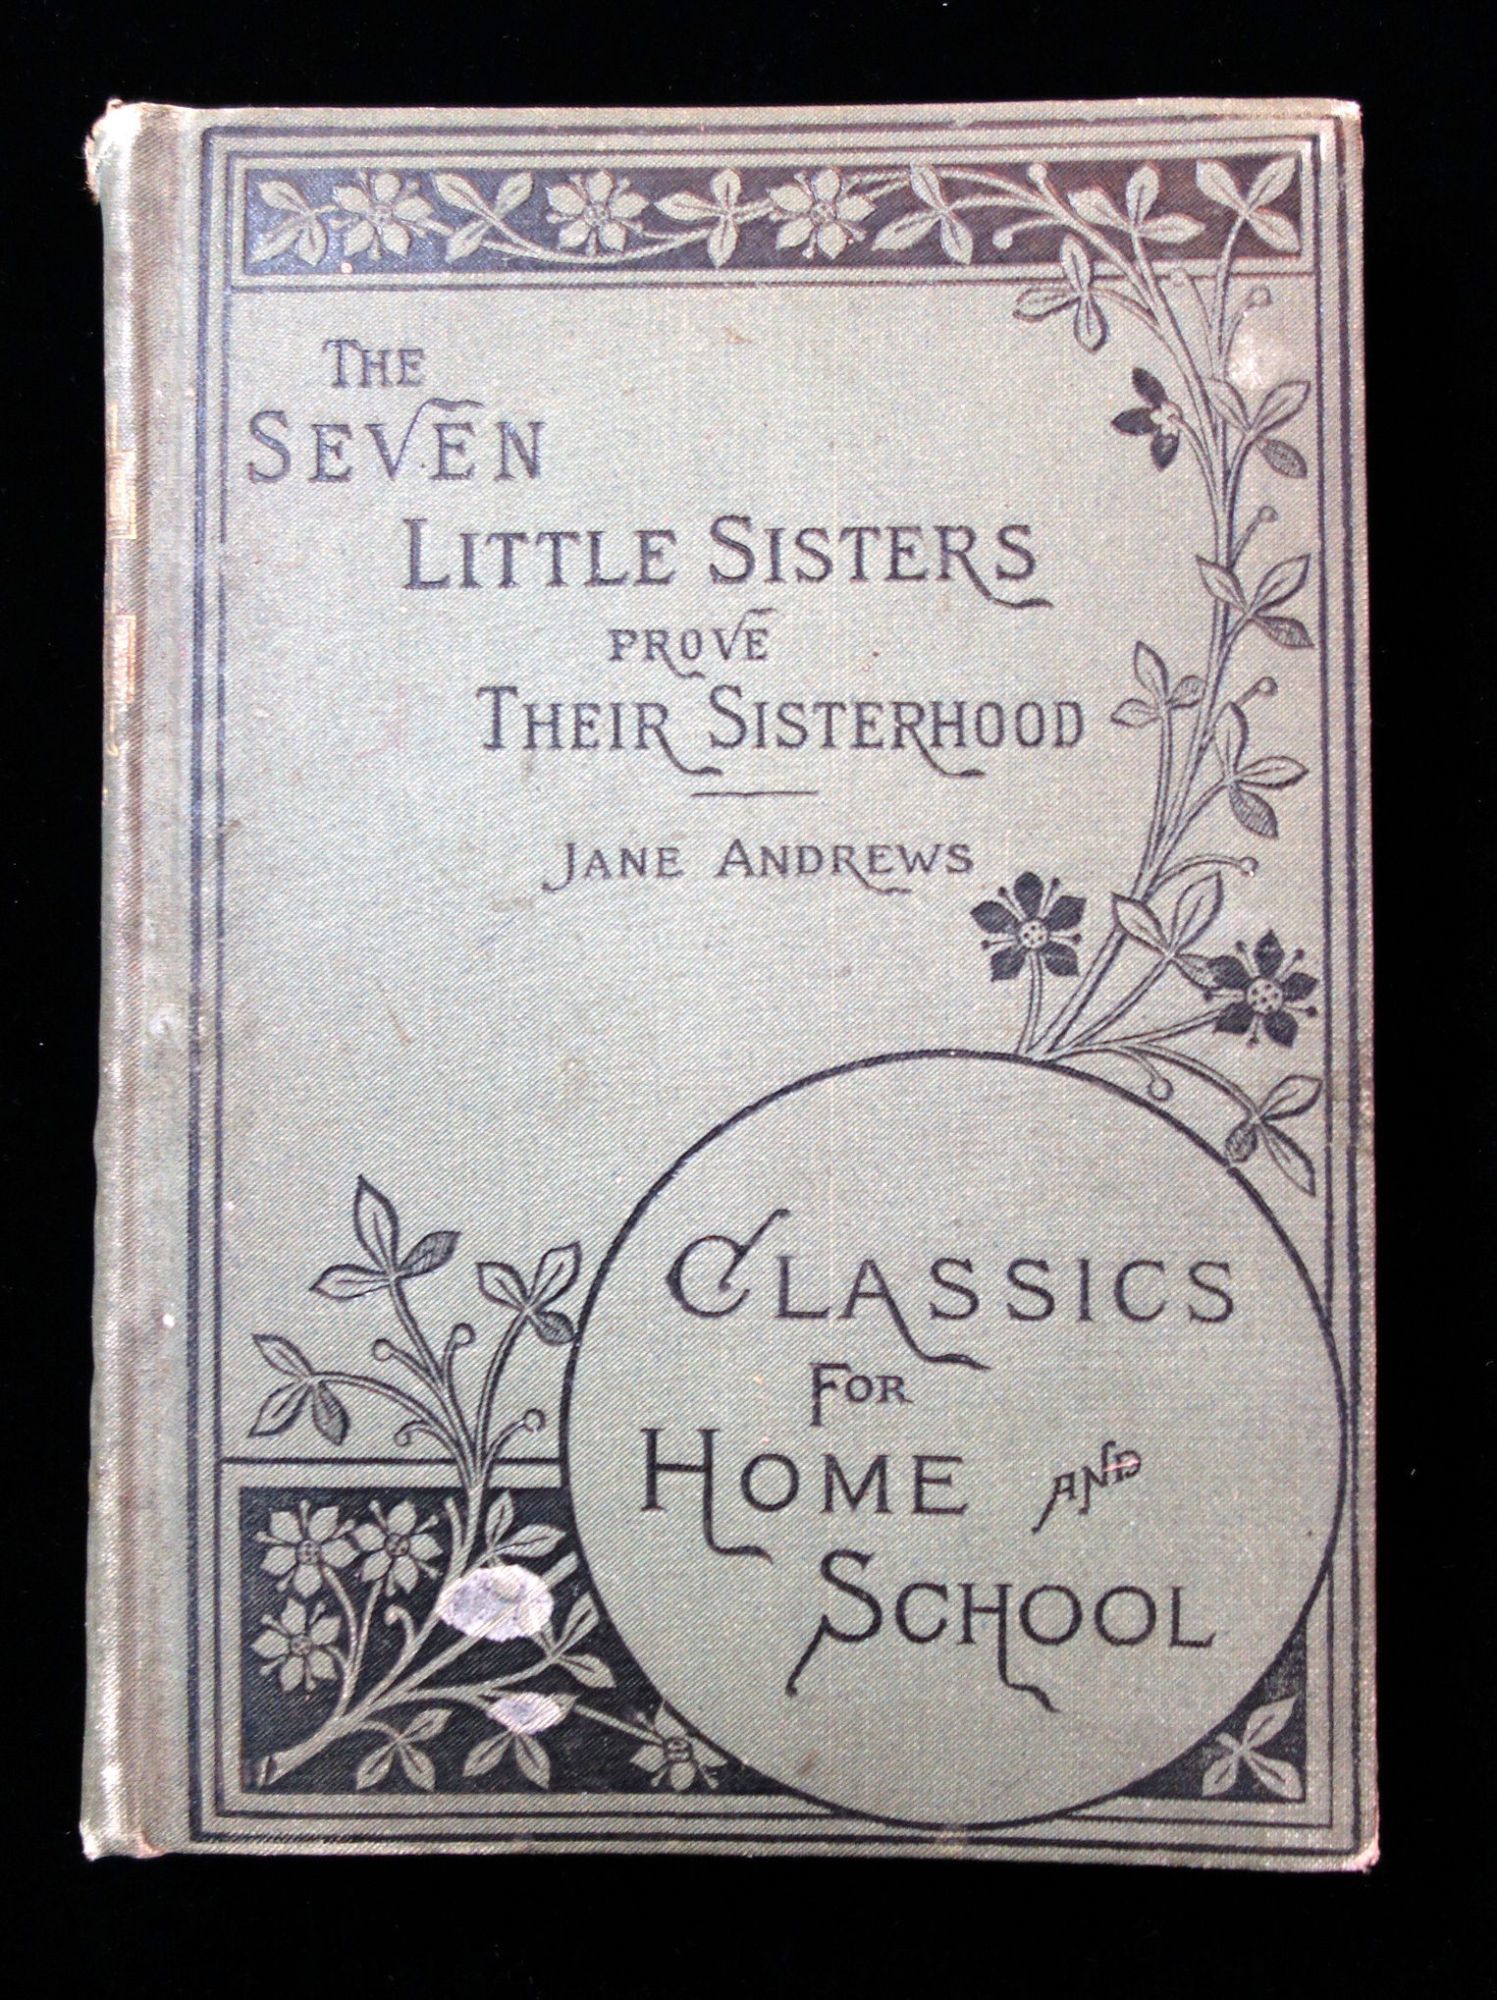 THE
SEVEN
LITTLE SISTERS
PROVE
THEIR SISTERHOOD
JANE ANDREWS
CLASSICS
FOR
HOME AND
SCHOOL